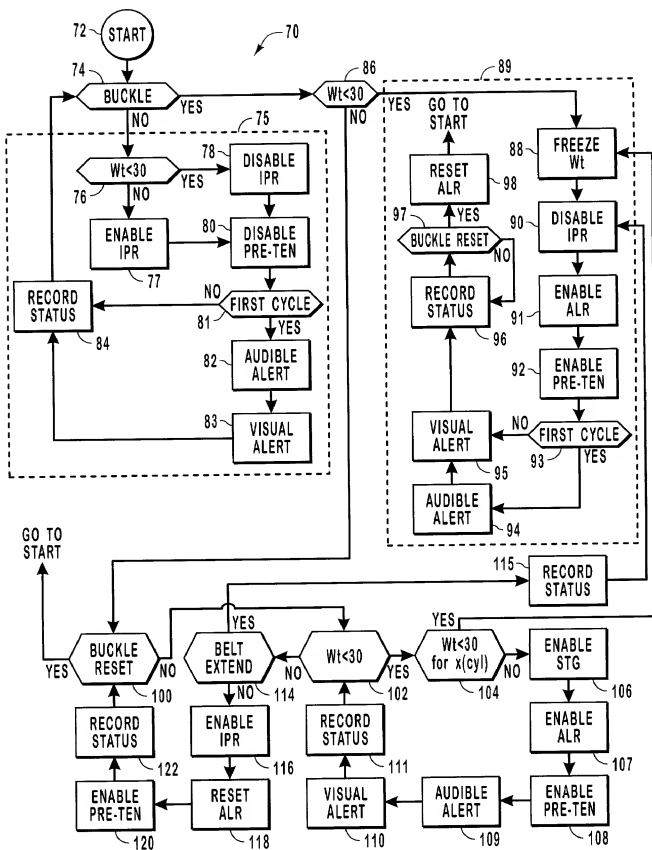 72
START
70
74
BUCKLE
YES
NO
86
Wt<30
YES
NO
89
75
Wt<30
76
YES
NO
78
DISABLE
IPR
ENABLE
IPR
77
80
DISABLE
PRE-TEN
FIRST CYCLE
81
NO
YES
RECORD
STATUS
84
82
AUDIBLE
ALERT
83
VISUAL
ALERT
GO TO
START
RESET
ALR
98
YES
97
BUCKLE RESET
NO
RECORD
STATUS
96
VISUAL
ALERT
95
AUDIBLE
ALERT
94
88
FREEZE
Wt
90
DISABLE
IPR
ENABLE
ALR
91
92
ENABLE
PRE-TEN
NO
FIRST CYCLE
93
YES
115
RECORD
STATUS
GO TO
START
YES
BUCKLE
RESET
100
NO
YES
BELT
EXTEND
114
NO
NO
Wt<30
102
YES
YES
Wt<30
for x(cyl)
104
NO
ENABLE
STG
106
ENABLE
ALR
107
ENABLE
PRE-TEN
108
AUDIBLE
ALERT
109
VISUAL
ALERT
110
RECORD
STATUS
111
ENABLE
IPR
116
RESET
ALR
118
ENABLE
PRE-TEN
120
RECORD
STATUS
122